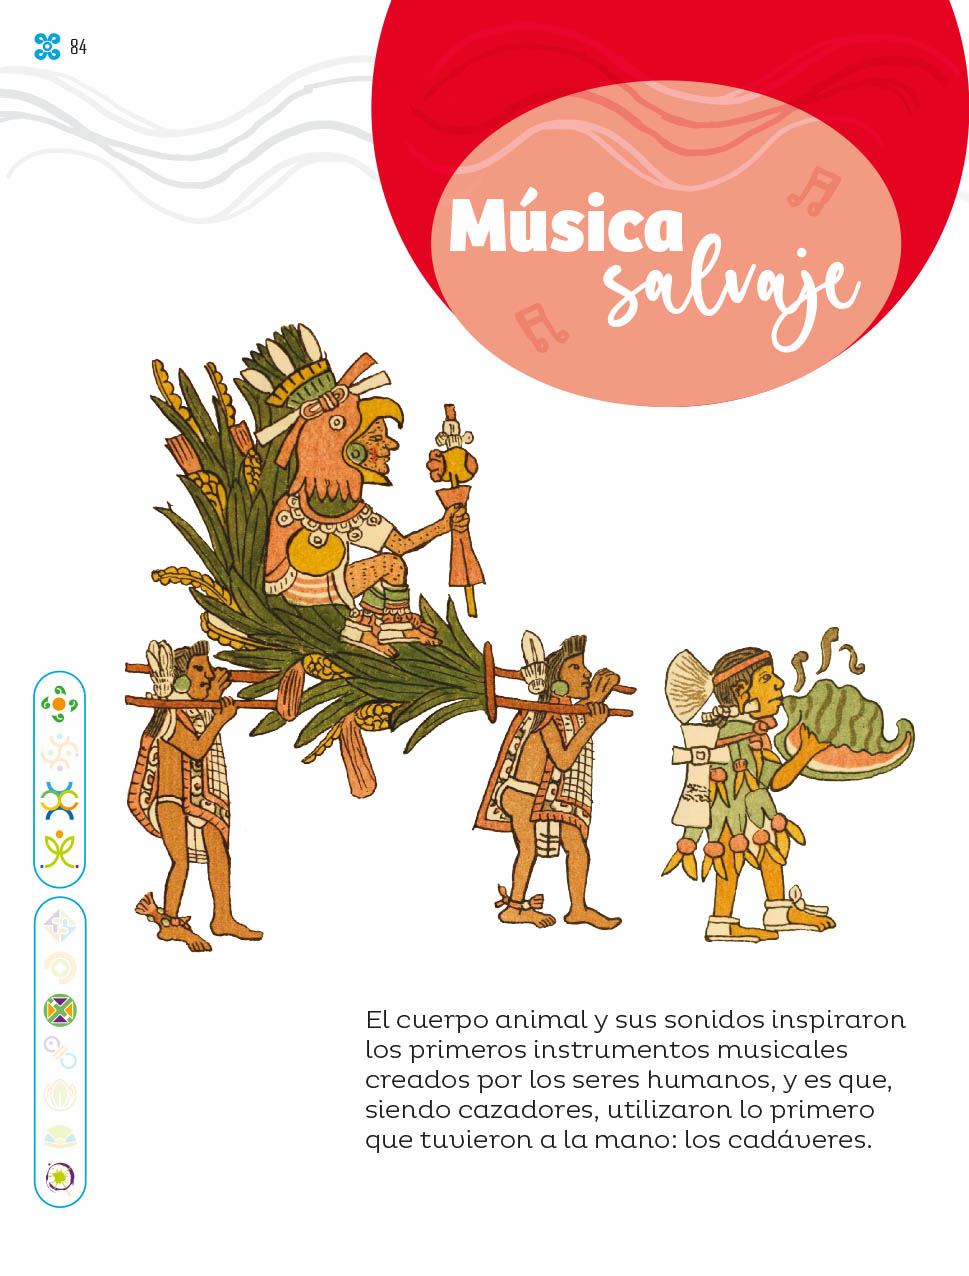 84
Música
salvaje
El cuerpo animal y sus sonidos inspiraron
los primeros instrumentos musicales
creados por los seres humanos, y es que,
siendo cazadores, utilizaron lo primero
que tuvieron a la mano: los cadáveres.